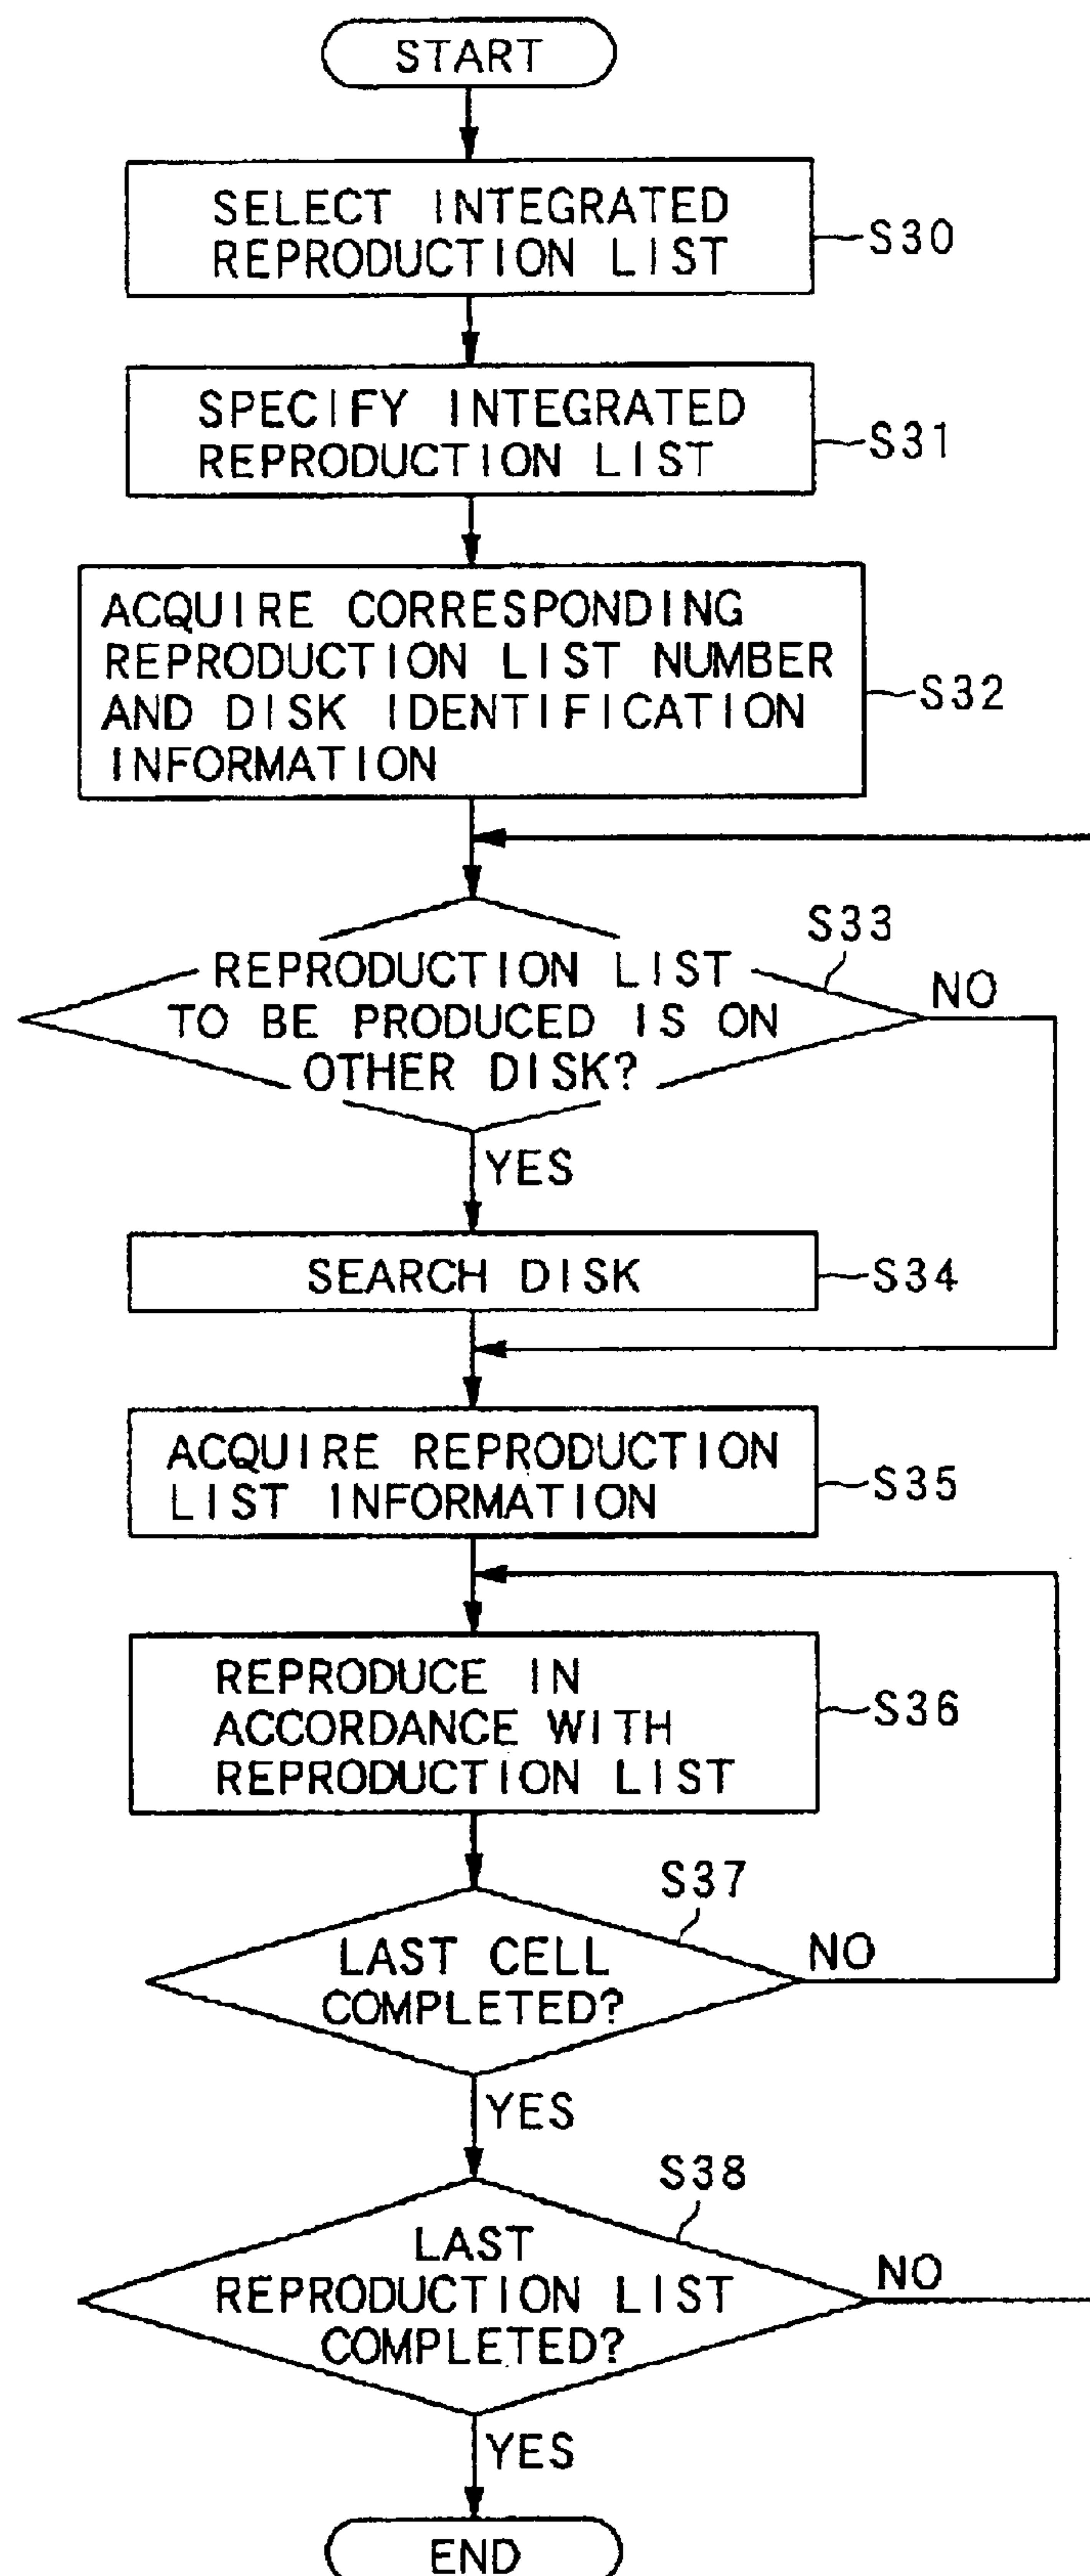 START
SELECT INTEGRATED
REPRODUCTION LIST
S30
SPECIFY INTEGRATED
REPRODUCTION LIST
S31
ACQUIRE CORRESPONDING
REPRODUCTION LIST NUMBER
AND DISK IDENTIFICATION
INFORMATION
S32
S33
REPRODUCTION LIST
TO BE PRODUCED IS ON
OTHER DISK?
NO
YES
SEARCH DISK
S34
ACQUIRE REPRODUCTION
LIST INFORMATION
S35
REPRODUCE IN
ACCORDANCE WITH
REPRODUCTION LIST
S36
S37
LAST CELL
COMPLETED?
NO
YES
S38
LAST
REPRODUCTION LIST
COMPLETED?
NO
YES
END